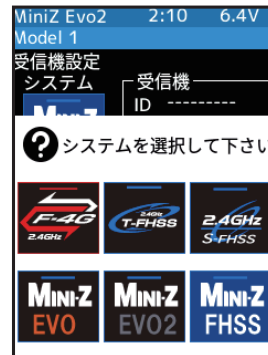 MiniZ Evo2 2:10 6.4V
Model 1
受信機設定
システム 受信機
ID ---------
MINI-Z
? システムを選択して下さい
F-4G 2.4GHz
2.4GHz T-FHSS
2.4GHz S-FHSS
MINI-Z EVO
MINI-Z EVO2
MINI-Z FHSS